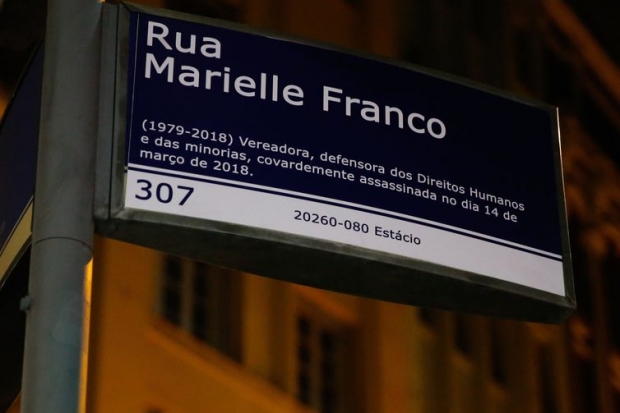 Rua
Marielle Franco
(1979-2018) Vereadora, defensora dos Direitos Humanos
e das minorias, covardemente assassinada no dia 14 de
março de 2018.
307
20260-080 Estácio